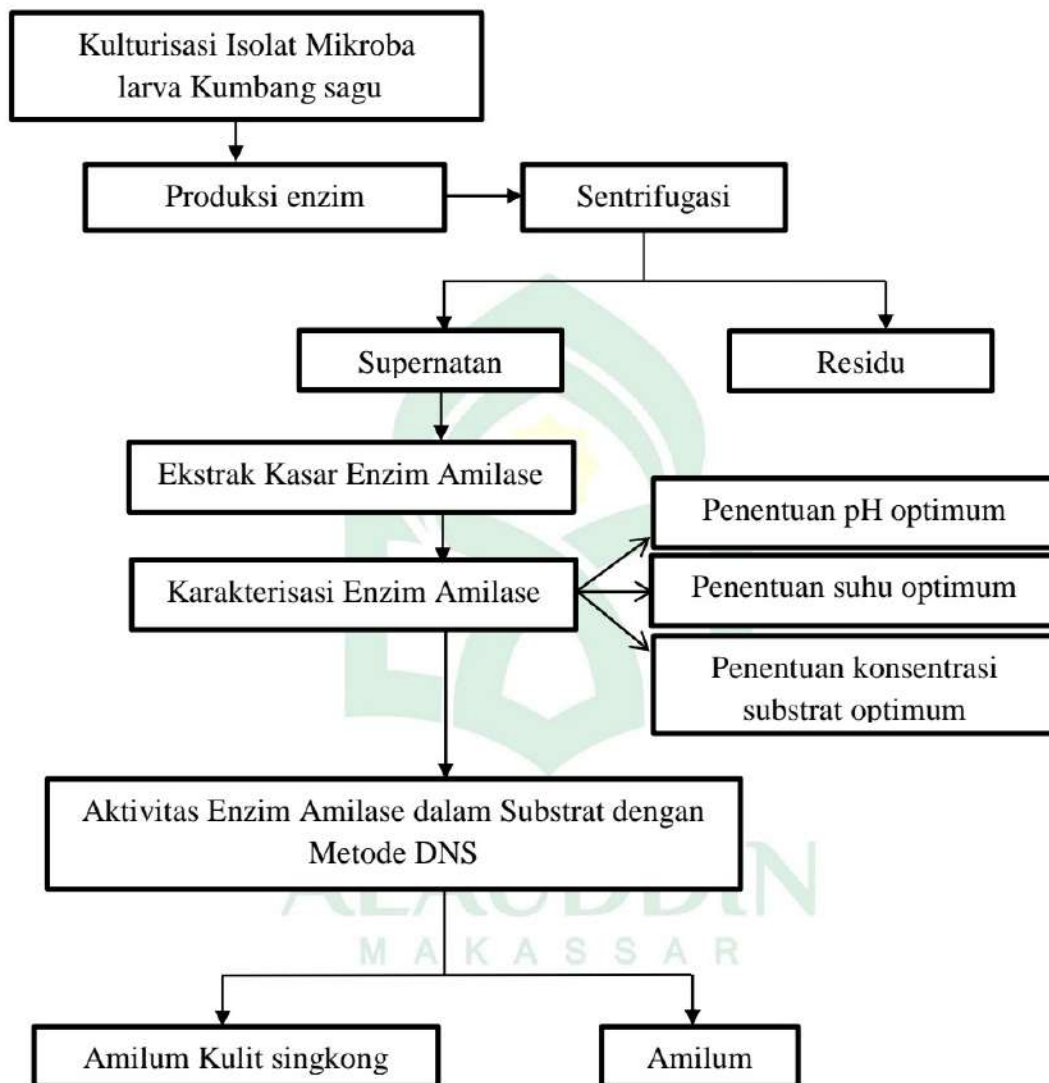 Kulturisasi Isolat Mikroba
larva Kumbang sagu
Produksi enzim
Sentrifugasi
Supernatan
Residu
Ekstrak Kasar Enzim Amilase
Penentuan pH optimum
Karakterisasi Enzim Amilase
Penentuan suhu optimum
Penentuan konsentrasi
substrat optimum
Aktivitas Enzim Amilase dalam Substrat dengan
Metode DNS
ALAUDDIN
MAKASSAR
Amilum Kulit singkong
Amilum